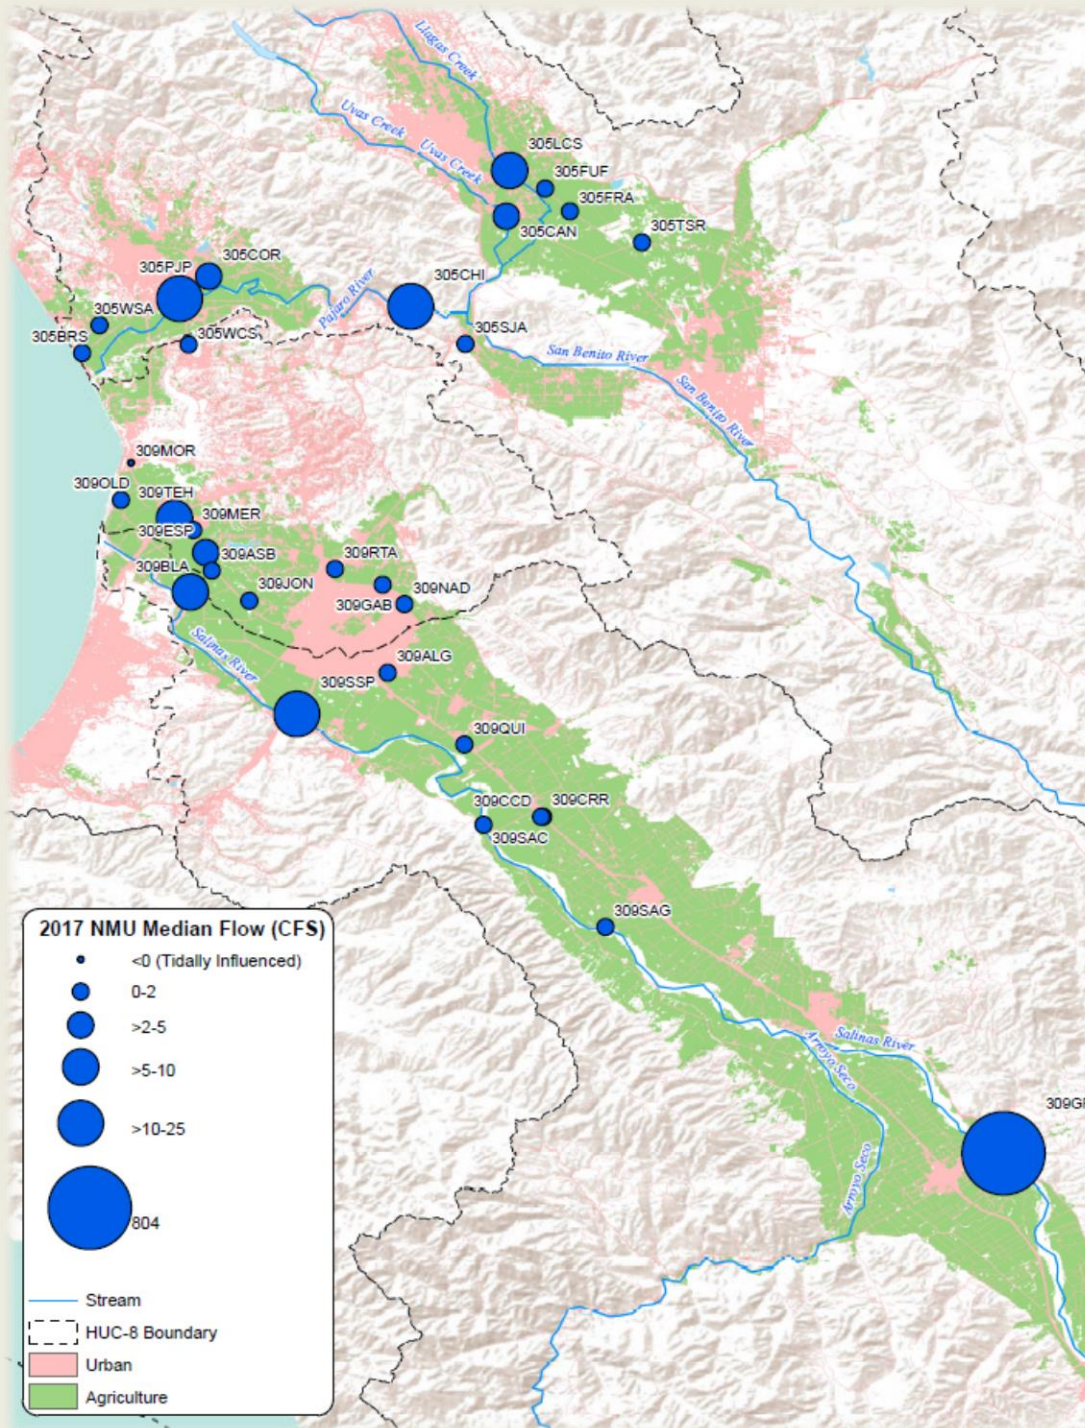 Llagas Creek
Uvas Creek
Uvas Creek
305LCS
305FUF
305FRA
305CAN
305TSR
305COR
305PJP
305CHI
Pajaro River
305WSA
305BRS
305WCS
305SJA
San Benito River
San Benito River
309MOR
309OLD
309TEH
309MER
309ESP
309ASB
309RTA
309BLA
309JON
309NAD
309GAB
Salinas River
309ALG
309SSP
309QUI
309CCD
309CRR
309SAC
309SAG
Salinas River
Arroyo Seco
309G
Arroyo Seco
2017 NMU Median Flow (CFS)
<0 (Tidally Influenced)
0-2
>2-5
>5-10
>10-25
804
Stream
HUC-8 Boundary
Urban
Agriculture